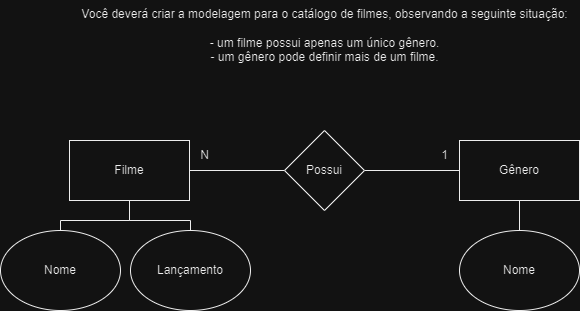 Você deverá criar a modelagem para o catálogo de filmes, observando a seguinte situação:
- um filme possui apenas um único gênero.
- um gênero pode definir mais de um filme.
N
1
Filme
Possui
Gênero
Nome
Lançamento
Nome